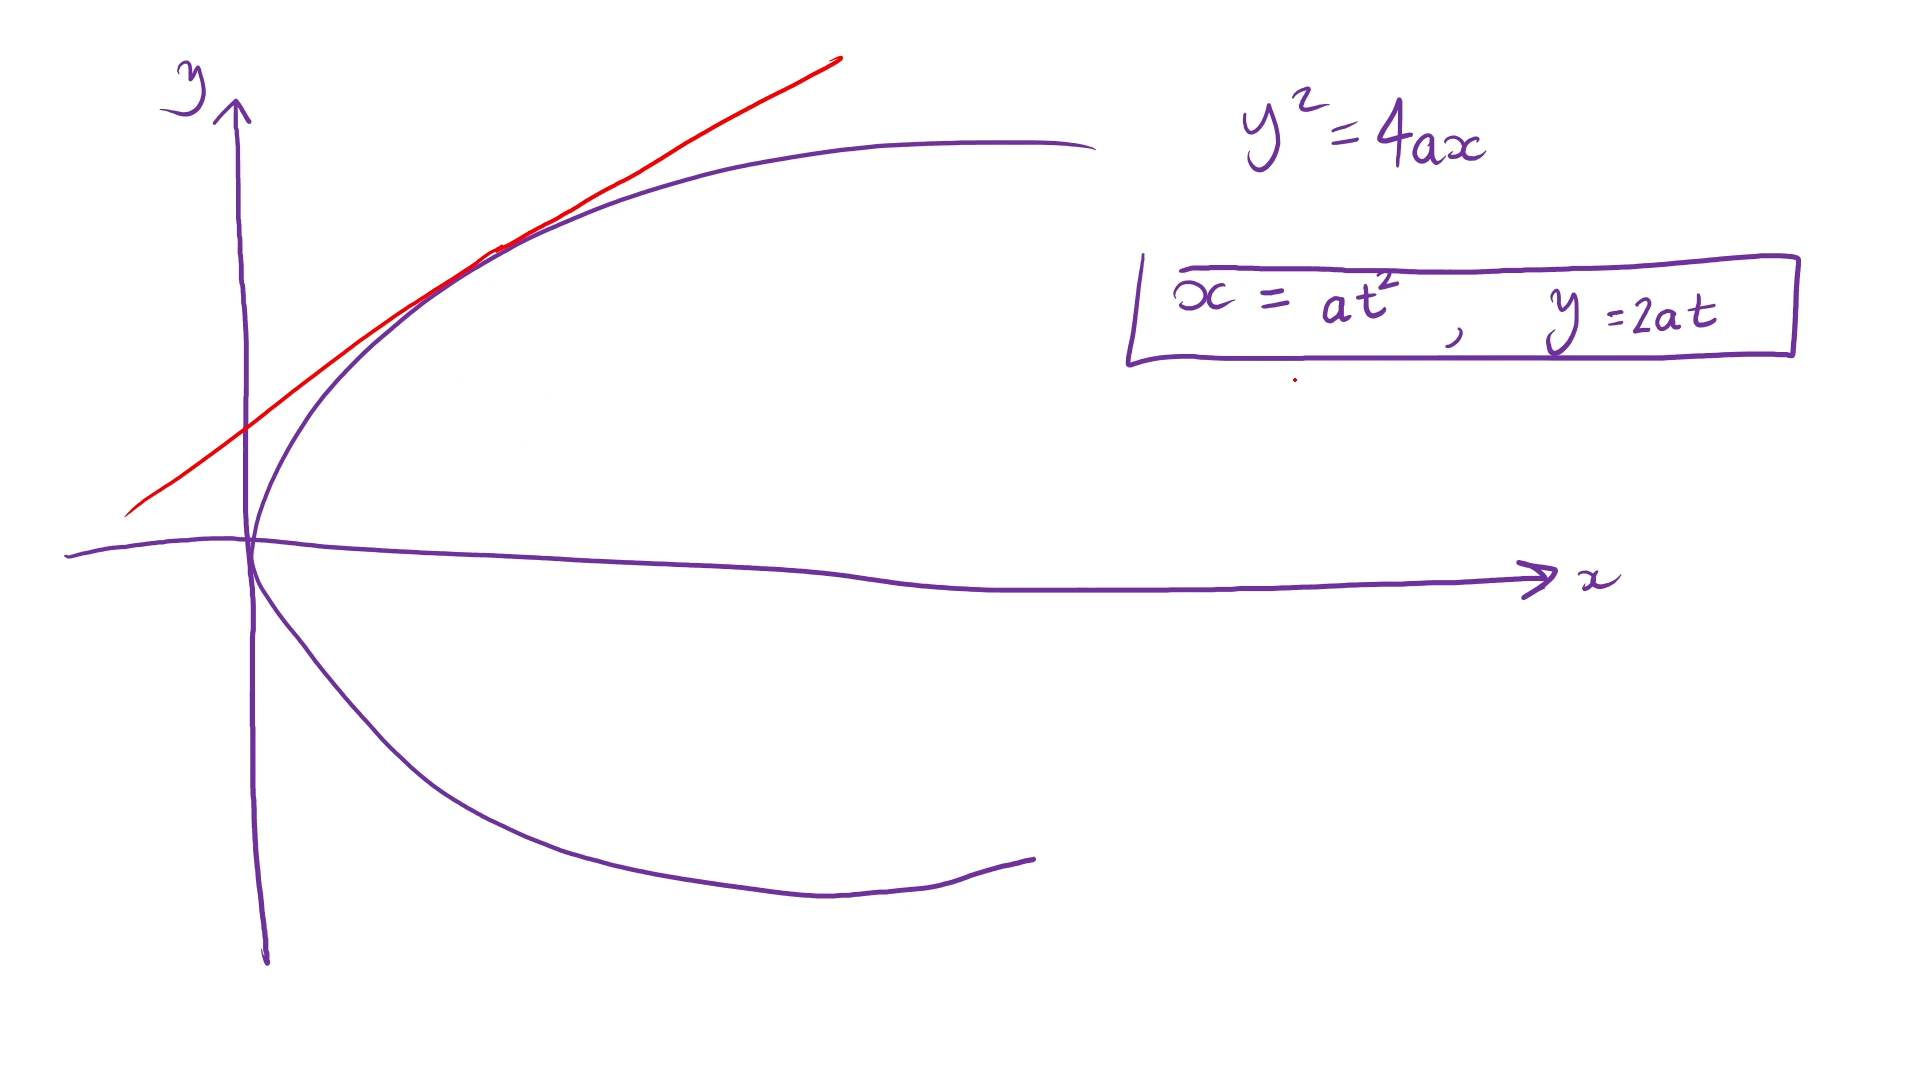 y
y² = 4ax
x = at² , y = 2at
x